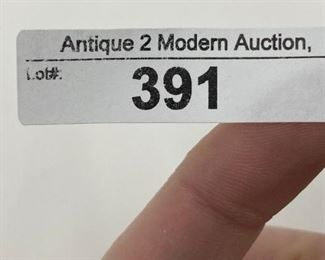 Antique 2 Modern Auction,
Lot#:
391